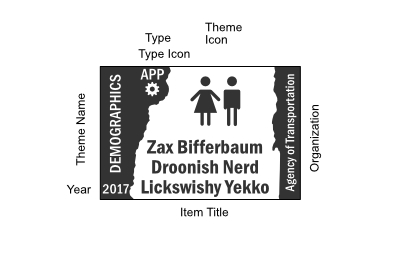 Theme
Icon
Type
Type Icon
APP
Theme Name
DEMOGRAPHICS
Agency of Transportation
Organization
Zax Bifferbaum
Droonish Nerd
Lickswishy Yekko
Year
2017
Item Title